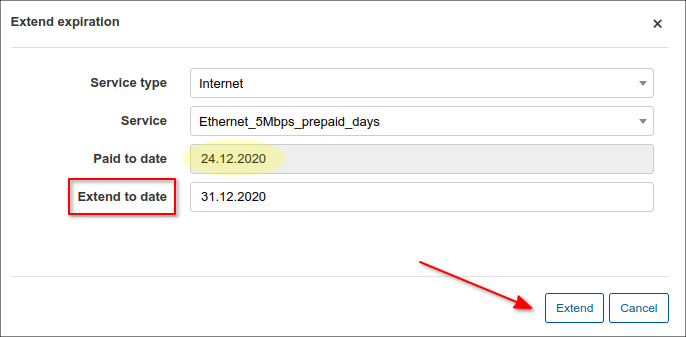 Extend expiration ×
Service type Internet
Service Ethernet_5Mbps_prepaid_days
Paid to date 24.12.2020
Extend to date 31.12.2020
Extend Cancel